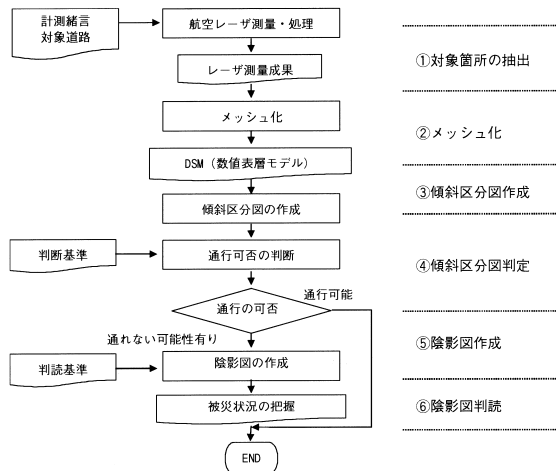 計測緒言
対象道路
航空レーザ測量・処理
レーザ測量成果
①対象箇所の抽出
メッシュ化
②メッシュ化
DSM（数値表層モデル）
傾斜区分図の作成
③傾斜区分図作成
判断基準
通行可否の判断
④傾斜区分図判定
通行の可否
通行可能
通れない可能性有り
⑤陰影図作成
判読基準
陰影図の作成
被災状況の把握
⑥陰影図判読
END